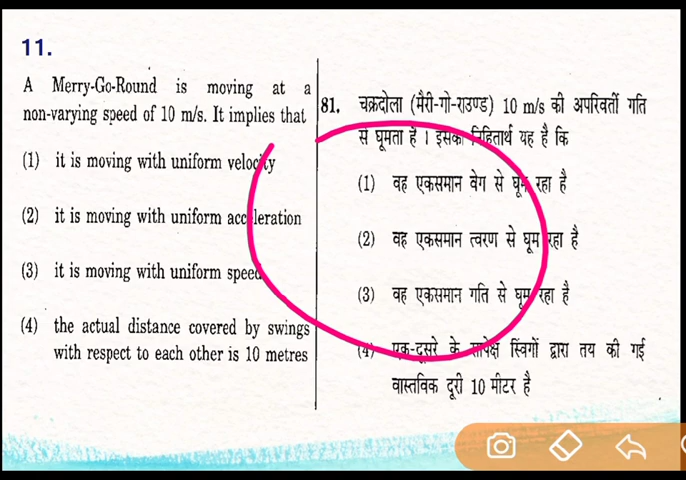 11.
A Merry-Go-Round is moving at a
non-varying speed of 10 m/s. It implies that
(1) it is moving with uniform velocity
(2) it is moving with uniform acceleration
(3) it is moving with uniform speed
(4) the actual distance covered by swings
with respect to each other is 10 metres
81. चक्रदोला (मैरी-गो-राउण्ड) 10 m/s की अपरिवर्ती गति
से घूमता है । इसका निहितार्थ यह है कि
(1) वह एकसमान वेग से घूम रहा है
(2) वह एकसमान त्वरण से घूम रहा है
(3) वह एकसमान गति से घूम रहा है
(4) एक-दूसरे के सापेक्ष स्विंगों द्वारा तय की गई
वास्तविक दूरी 10 मीटर है